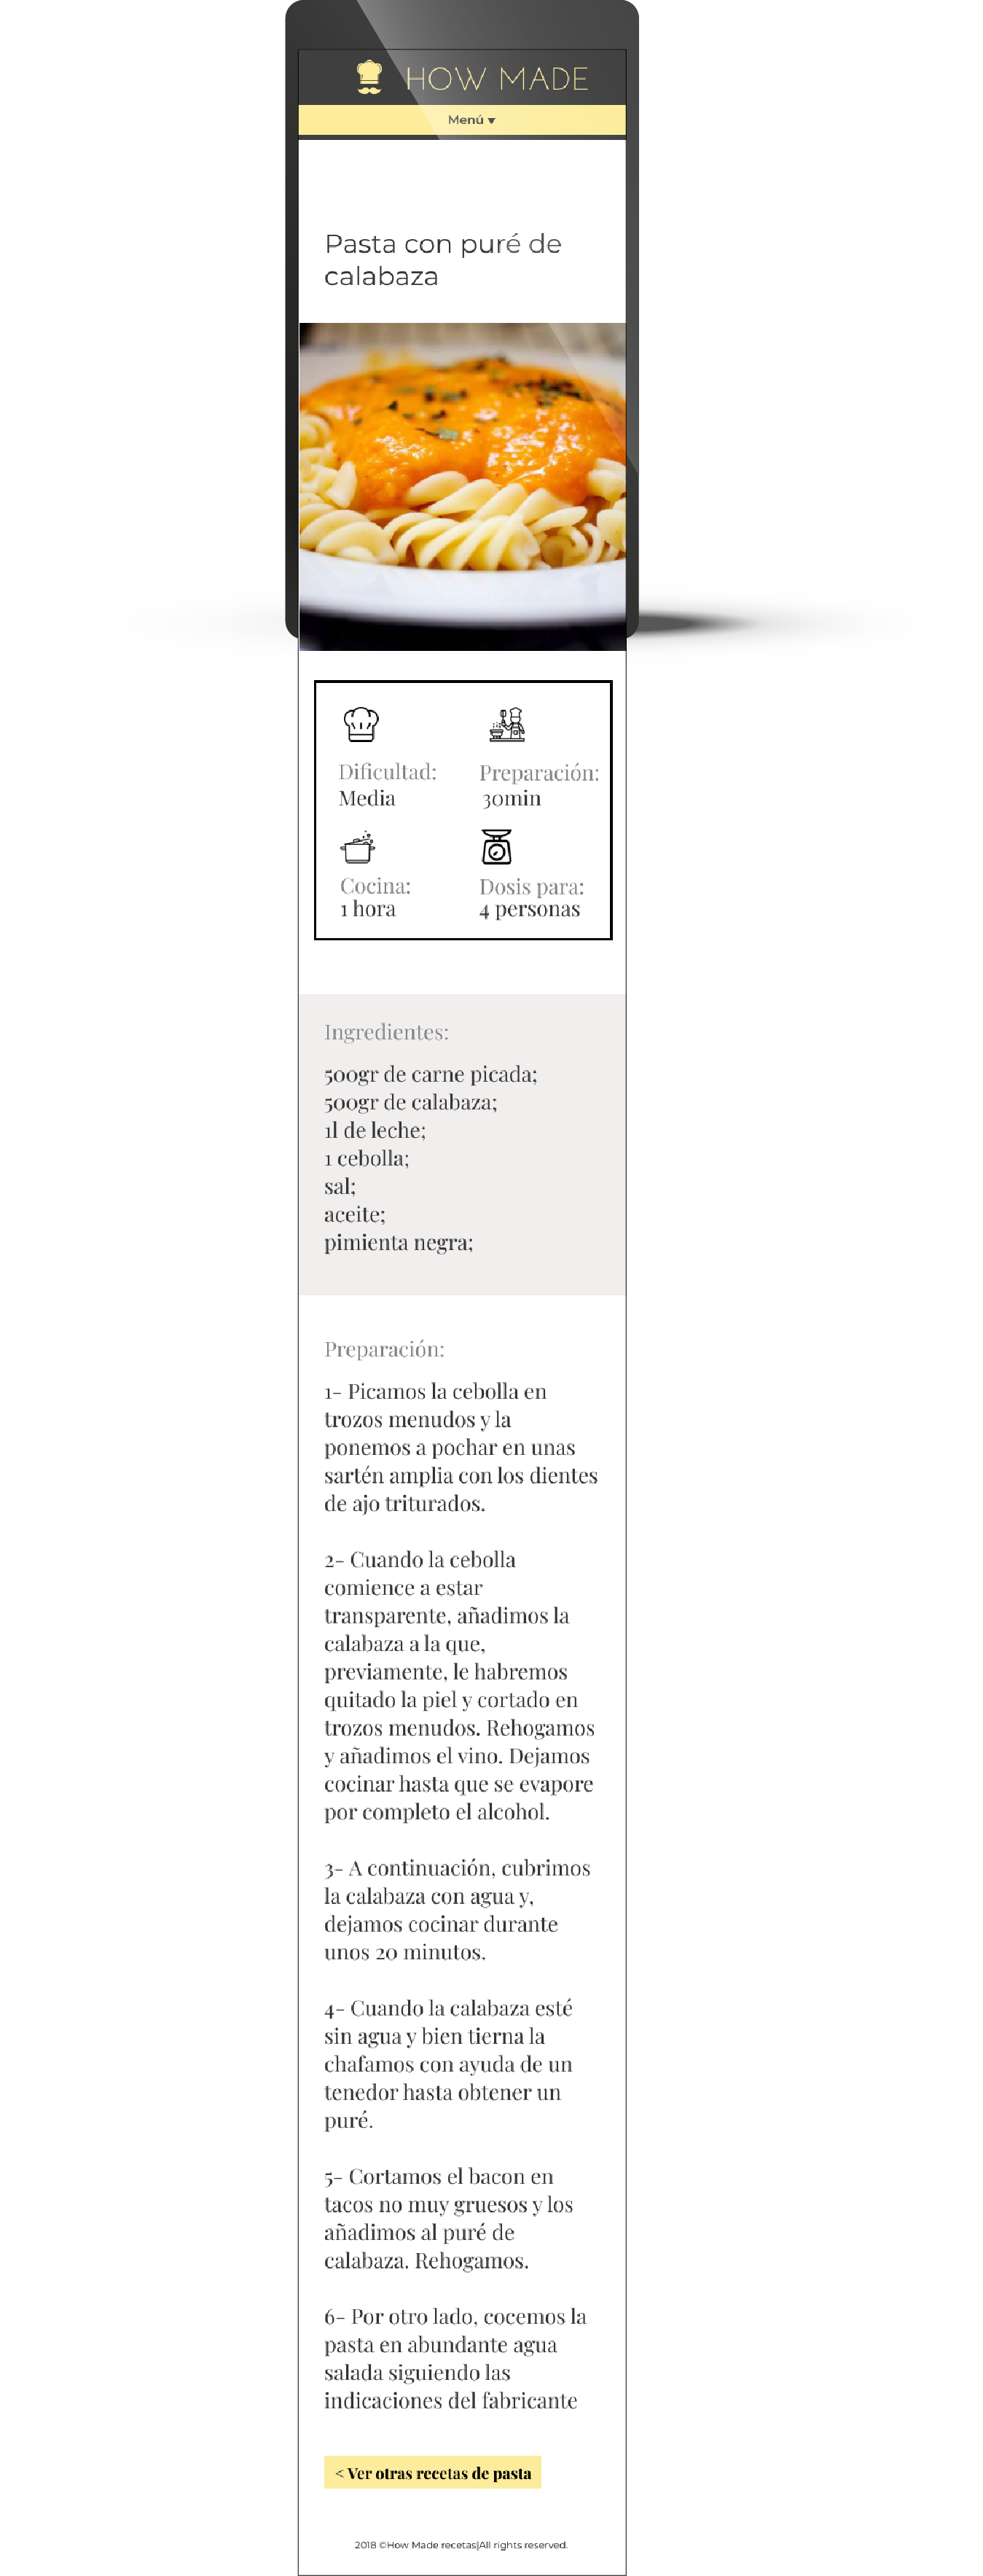 HOW MADE
Menú
Pasta con puré de
calabaza
Dificultad:
Media
Preparación:
30min
Cocina:
1 hora
Dosis para:
4 personas
Ingredientes:
500gr de carne picada;
500gr de calabaza;
1l de leche;
1 cebolla;
sal;
aceite;
pimienta negra;
Preparación:
1- Picamos la cebolla en
trozos menudos y la
ponemos a pochar en unas
sartén amplia con los dientes
de ajo triturados.
2- Cuando la cebolla
comience a estar
transparente, añadimos la
calabaza a la que,
previamente, le habremos
quitado la piel y cortado en
trozos menudos. Rehogamos
y añadimos el vino. Dejamos
cocinar hasta que se evapore
por completo el alcohol.
3- A continuación, cubrimos
la calabaza con agua y,
dejamos cocinar durante
unos 20 minutos.
4- Cuando la calabaza esté
sin agua y bien tierna la
chafamos con ayuda de un
tenedor hasta obtener un
puré.
5- Cortamos el bacon en
tacos no muy gruesos y los
añadimos al puré de
calabaza. Rehogamos.
6- Por otro lado, cocemos la
pasta en abundante agua
salada siguiendo las
indicaciones del fabricante
< Ver otras recetas de pasta
2018 ©How Made recetas|All rights reserved.